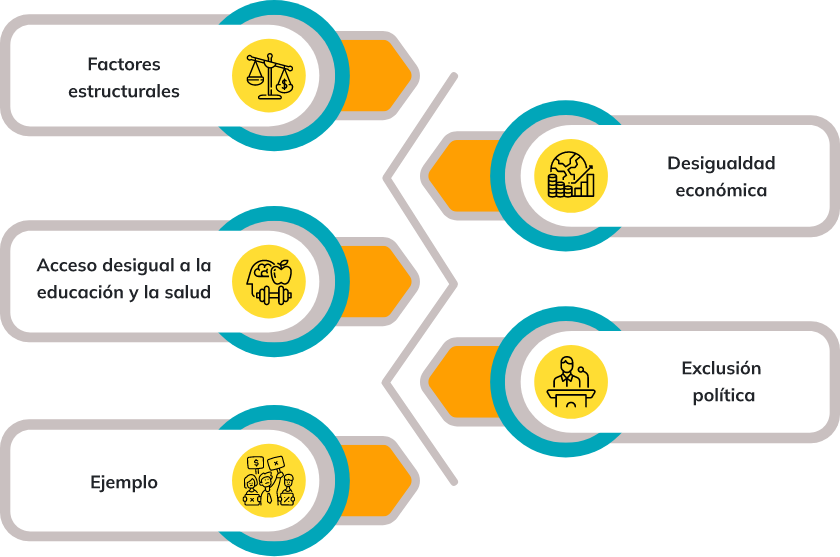 Factores
estructurales
Desigualdad
económica
Acceso desigual a la
educación y la salud
Exclusión
política
Ejemplo